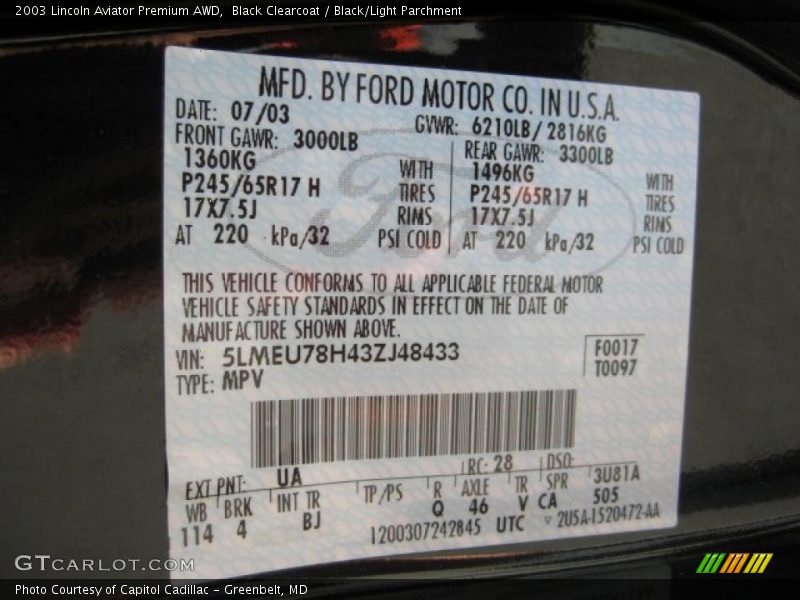 2003 Lincoln Aviator Premium AWD,  Black Clearcoat / Black/Light Parchment
MFD. BY FORD MOTOR CO. IN U.S.A.
DATE: 07/03 GVWR: 6210LB/ 2816KG
FRONT GAWR: 3000LB REAR GAWR: 3300LB
1360KG WITH 1496KG WITH
P245/65R17 H TIRES P245/65R17 H TIRES
17X7.5J RIMS 17X7.5J RIMS
AT 220 kPa/32 PSI COLD AT 220 kPa/32 PSI COLD
Ford
THIS VEHICLE CONFORMS TO ALL APPLICABLE FEDERAL MOTOR
VEHICLE SAFETY STANDARDS IN EFFECT ON THE DATE OF
MANUFACTURE SHOWN ABOVE.
VIN: 5LMEU78H43ZJ48433 F0017
TYPE: MPV T0097
EXT PNT: UA RC: 28 DSO:
WB BRK INT TR TP/PS R AXLE TR SPR 3U81A
114 4 BJ Q 46 V CA 505
1200307242845 UTC ▽ 2U5A-1520472-AA
GTCARLOT.COM
Photo Courtesy of Capitol Cadillac – Greenbelt, MD